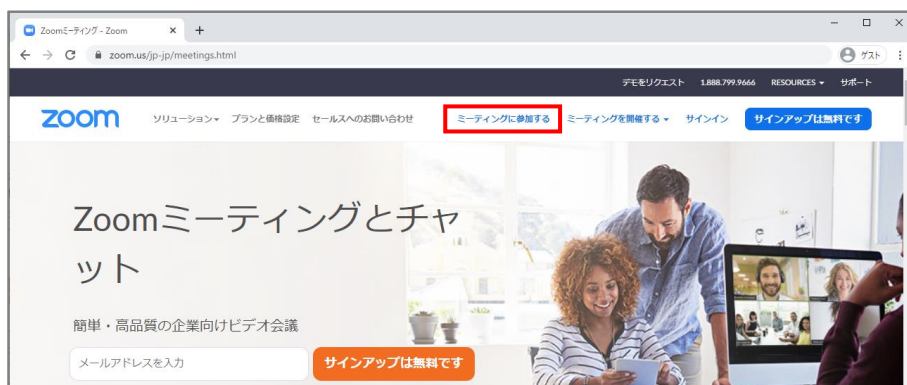 Zoomミーティング - Zoom
zoom.us/jp-jp/meetings.html
ゲスト
デモをリクエスト 1.888.799.9666 RESOURCES サポート
zoom ソリューション プランと価格設定 セールスへのお問い合わせ ミーティングに参加する ミーティングを開催する サインイン サインアップは無料です
Zoomミーティングとチャ
ット
簡単・高品質の企業向けビデオ会議
メールアドレスを入力 サインアップは無料です